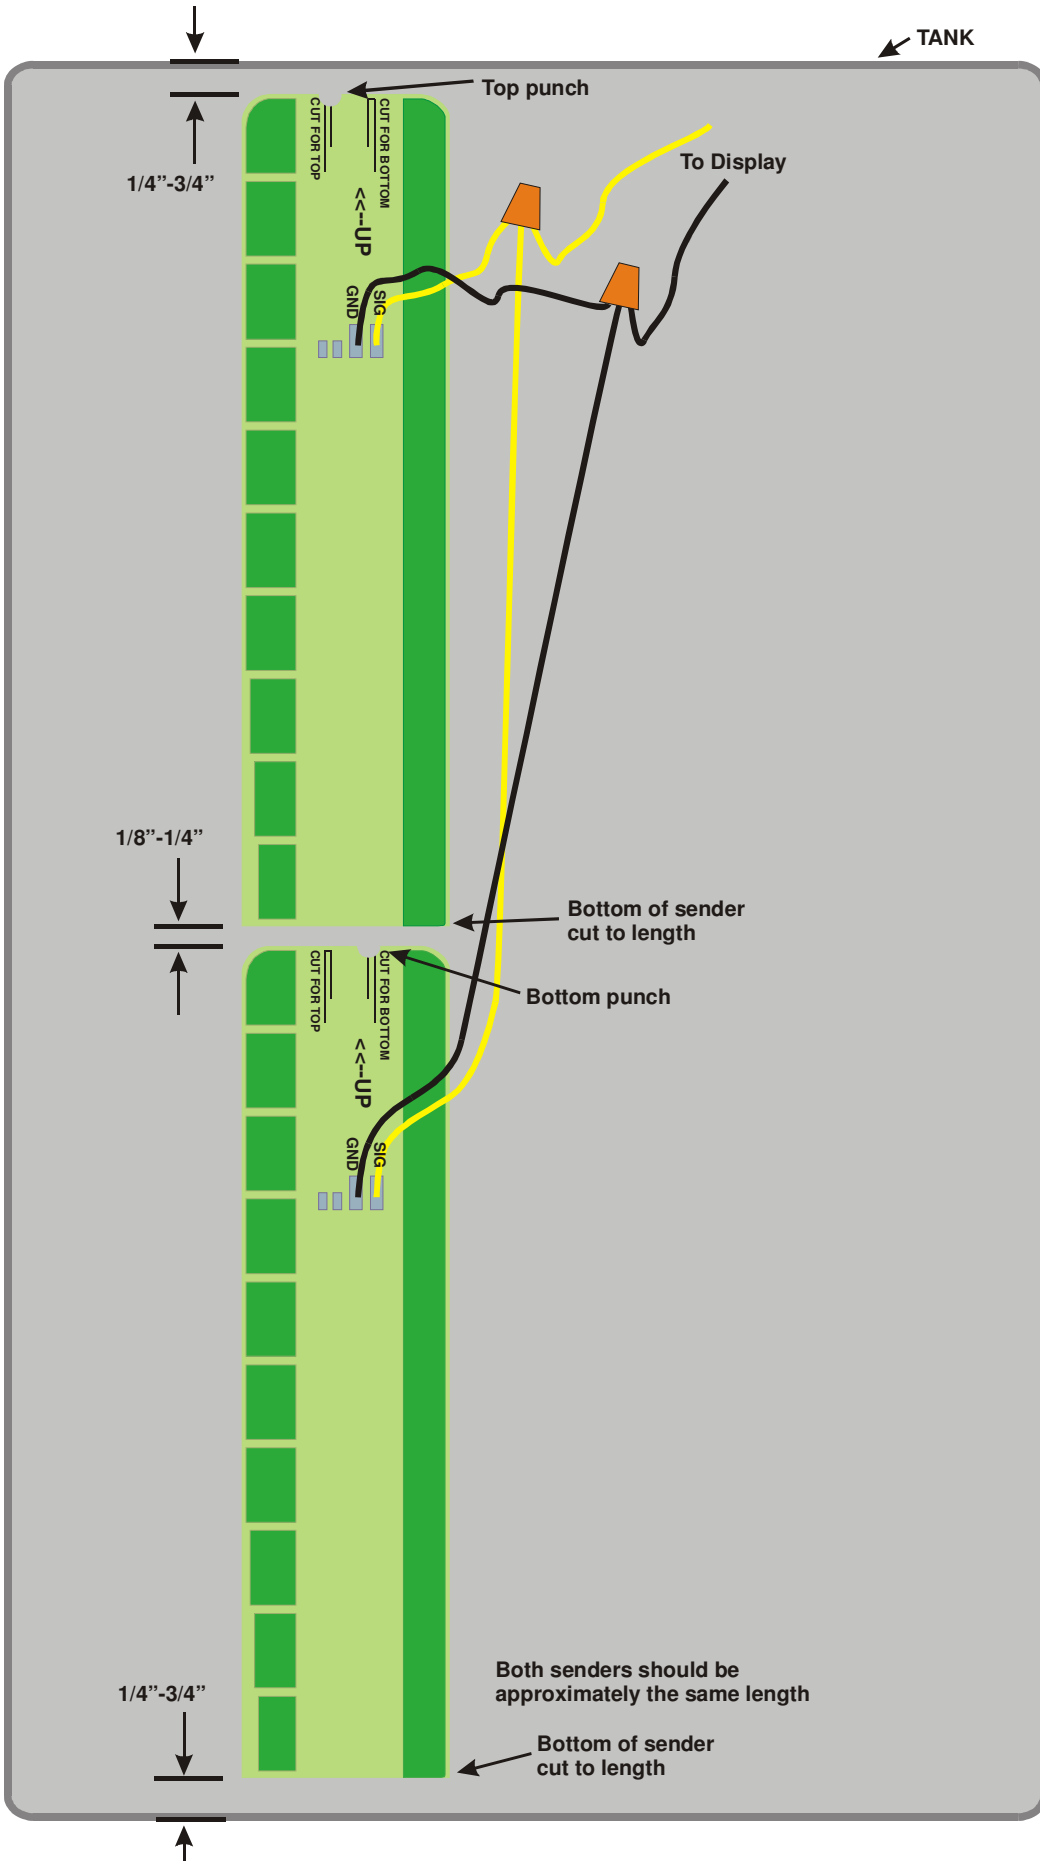 TANK
Top punch
CUT FOR TOP
CUT FOR BOTTOM
To Display
1/4”-3/4”
<<--UP
GND
SIG
1/8”-1/4”
Bottom of sender
cut to length
CUT FOR TOP
CUT FOR BOTTOM
Bottom punch
<<--UP
GND
SIG
Both senders should be
approximately the same length
1/4”-3/4”
Bottom of sender
cut to length